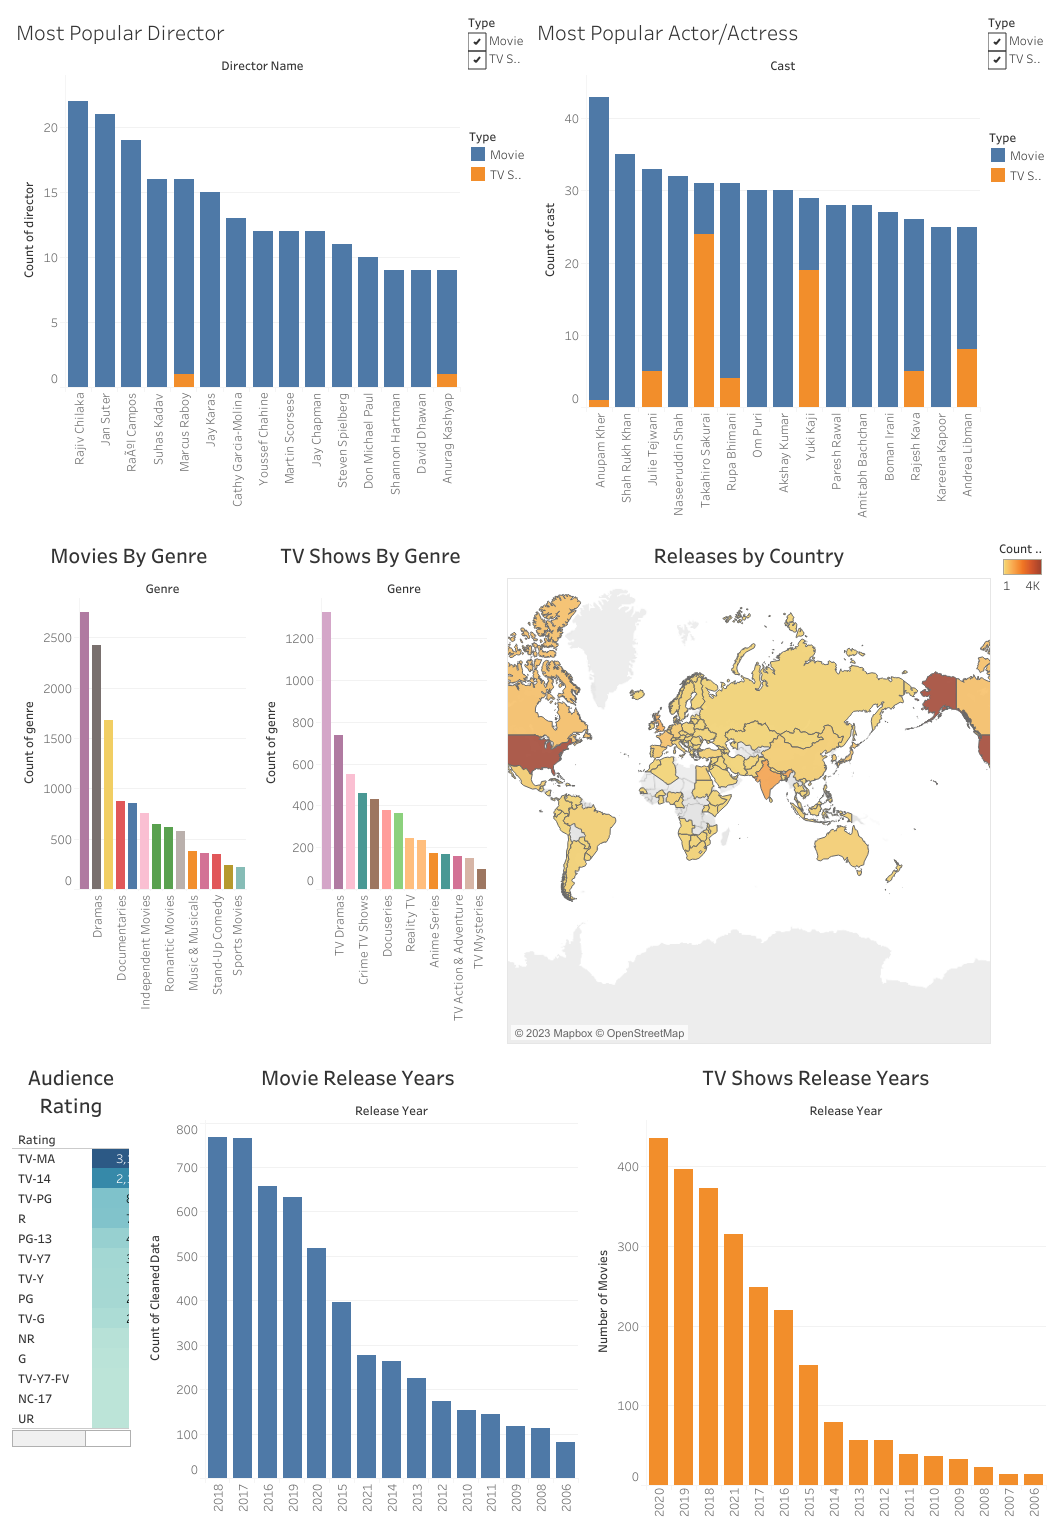 Most Popular Director
Type
Movie
TV S..
Director Name
Type
Movie
TV S..
Count of director
20
15
10
5
0
Rajiv Chilaka
Jan Suter
RaÃºl Campos
Suhas Kadav
Marcus Raboy
Jay Karas
Cathy Garcia-Molina
Youssef Chahine
Martin Scorsese
Jay Chapman
Steven Spielberg
Don Michael Paul
Shannon Hartman
David Dhawan
Anurag Kashyap
Most Popular Actor/Actress
Type
Movie
TV S..
Cast
Type
Movie
TV S..
Count of cast
40
30
20
10
0
Anupam Kher
Shah Rukh Khan
Julie Tejwani
Naseeruddin Shah
Takahiro Sakurai
Rupa Bhimani
Om Puri
Akshay Kumar
Yuki Kaji
Paresh Rawal
Amitabh Bachchan
Boman Irani
Rajesh Kava
Kareena Kapoor
Andrea Libman
Movies By Genre
Genre
Count of genre
2500
2000
1500
1000
500
0
Dramas
Documentaries
Independent Movies
Romantic Movies
Music & Musicals
Stand-Up Comedy
Sports Movies
TV Shows By Genre
Genre
Count of genre
1200
1000
800
600
400
200
0
TV Dramas
Crime TV Shows
Docuseries
Reality TV
Anime Series
TV Action & Adventure
TV Mysteries
Releases by Country
Count ..
1 4K
© 2023 Mapbox © OpenStreetMap
Audience
Rating
Rating
TV-MA
TV-14
TV-PG
R
PG-13
TV-Y7
TV-Y
PG
TV-G
NR
G
TV-Y7-FV
NC-17
UR
Movie Release Years
Release Year
Count of Cleaned Data
800
700
600
500
400
300
200
100
0
2018
2017
2016
2019
2020
2015
2021
2014
2013
2012
2010
2011
2009
2008
2006
TV Shows Release Years
Release Year
Number of Movies
400
300
200
100
0
2020
2019
2018
2021
2017
2016
2015
2014
2013
2012
2011
2010
2009
2008
2007
2006